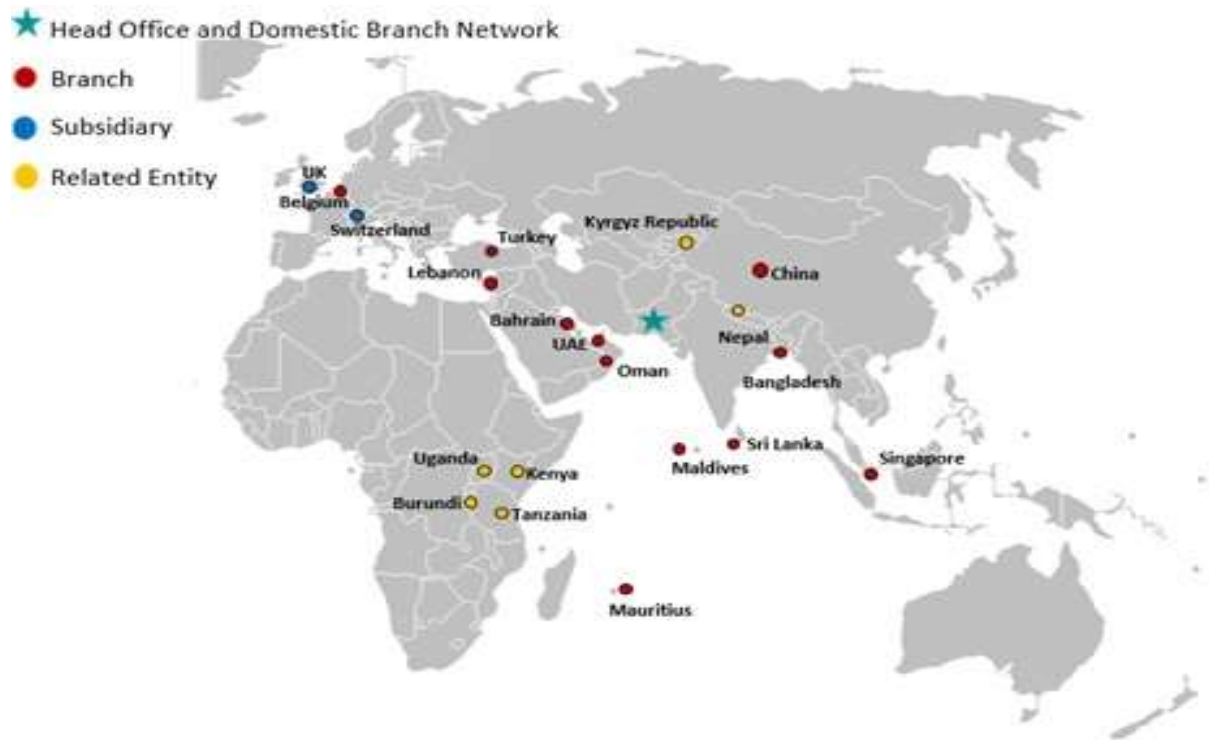 Head Office and Domestic Branch Network
Branch
Subsidiary
Related Entity
UK
Belgium
Switzerland
Turkey
Kyrgyz Republic
Lebanon
China
Bahrain
UAE
Nepal
Oman
Bangladesh
Sri Lanka
Maldives
Singapore
Uganda
Kenya
Burundi
Tanzania
Mauritius